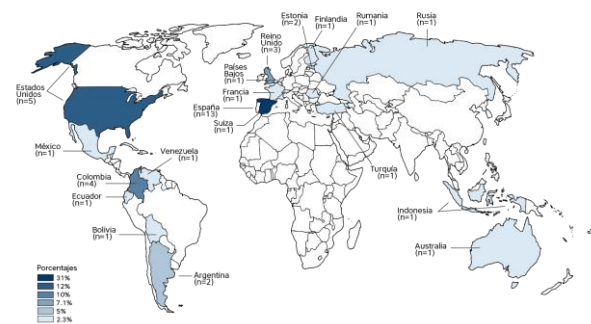 Estonia
(n=2)
Finlandia
(n=1)
Rumania
(n=1)
Rusia
(n=1)
Reino
Unido
(n=3)
Países
Bajos
(n=1)
Francia
(n=1)
España
(n=13)
Suiza
(n=1)
Estados
Unidos
(n=5)
México
(n=1)
Venezuela
(n=1)
Colombia
(n=4)
Ecuador
(n=1)
Turquía
(n=1)
Indonesia
(n=1)
Bolivia
(n=1)
Australia
(n=1)
Argentina
(n=2)
Porcentajes
31%
12%
10%
7.1%
5%
2.3%